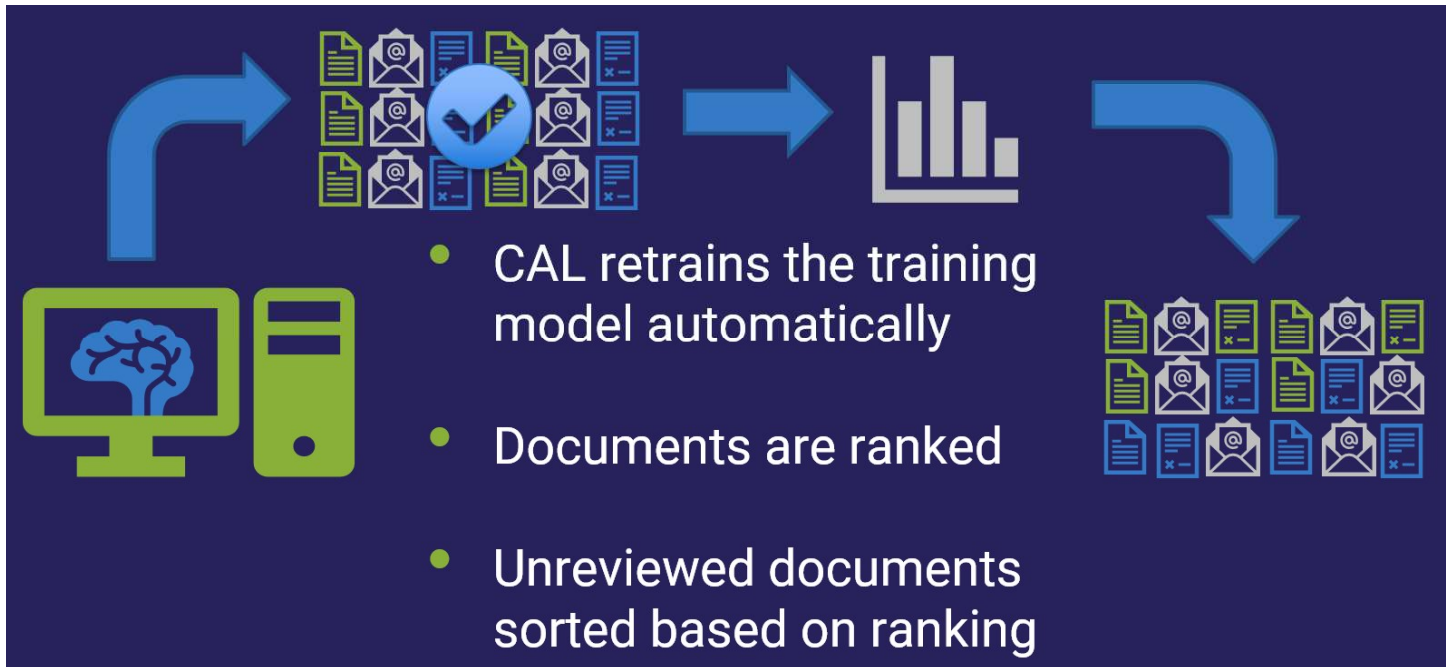 CAL retrains the training
model automatically
Documents are ranked
Unreviewed documents
sorted based on ranking